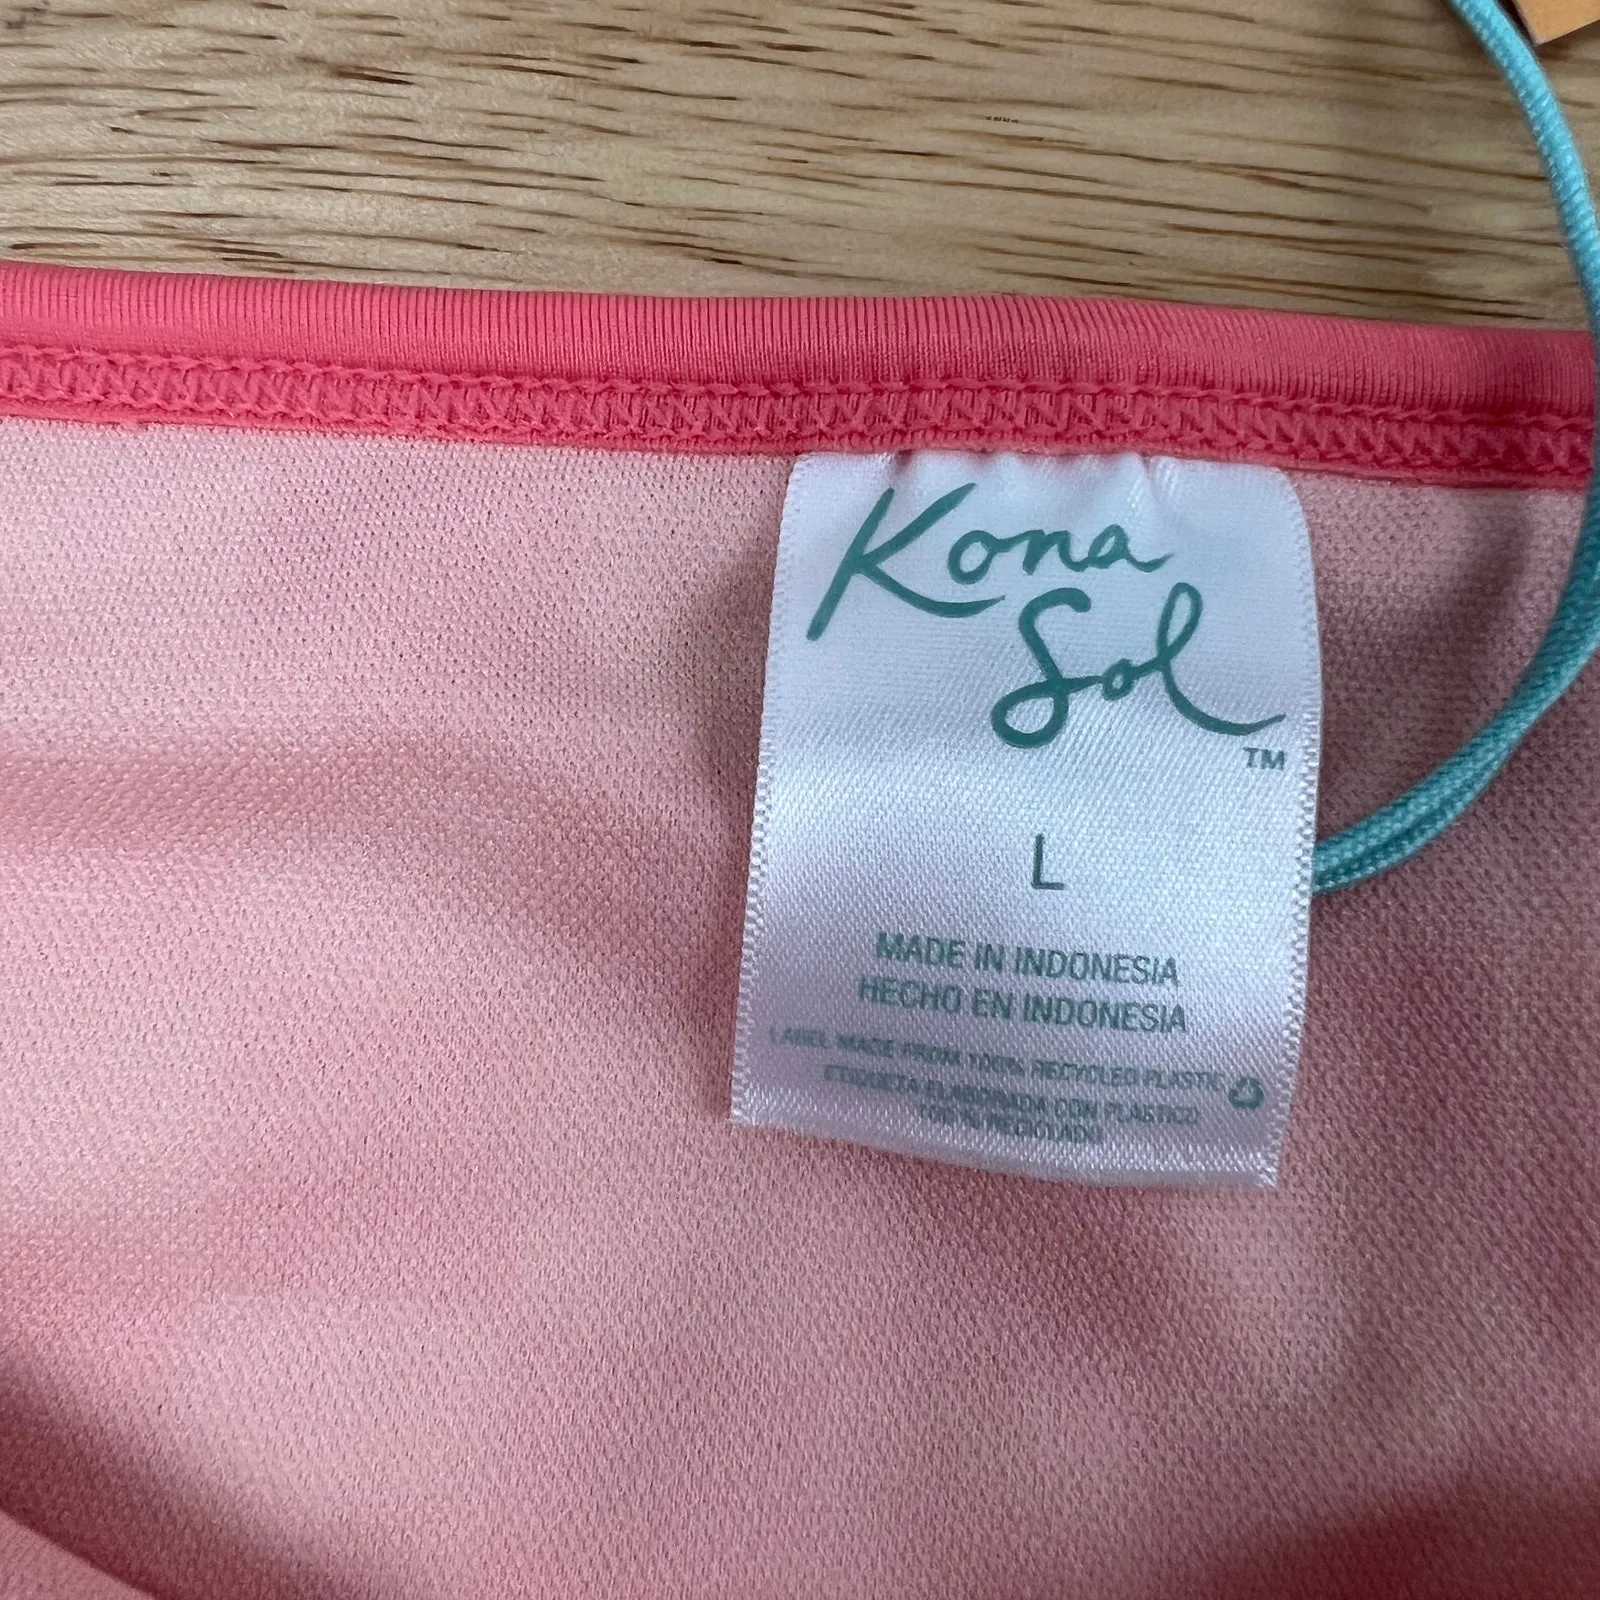 Kona
Sol
TM
L
MADE IN INDONESIA
HECHO EN INDONESIA
LABEL MADE FROM 100% RECYCLED PLASTIC
ETIQUETA ELABORADA CON PLASTICO
100% RECICLADO